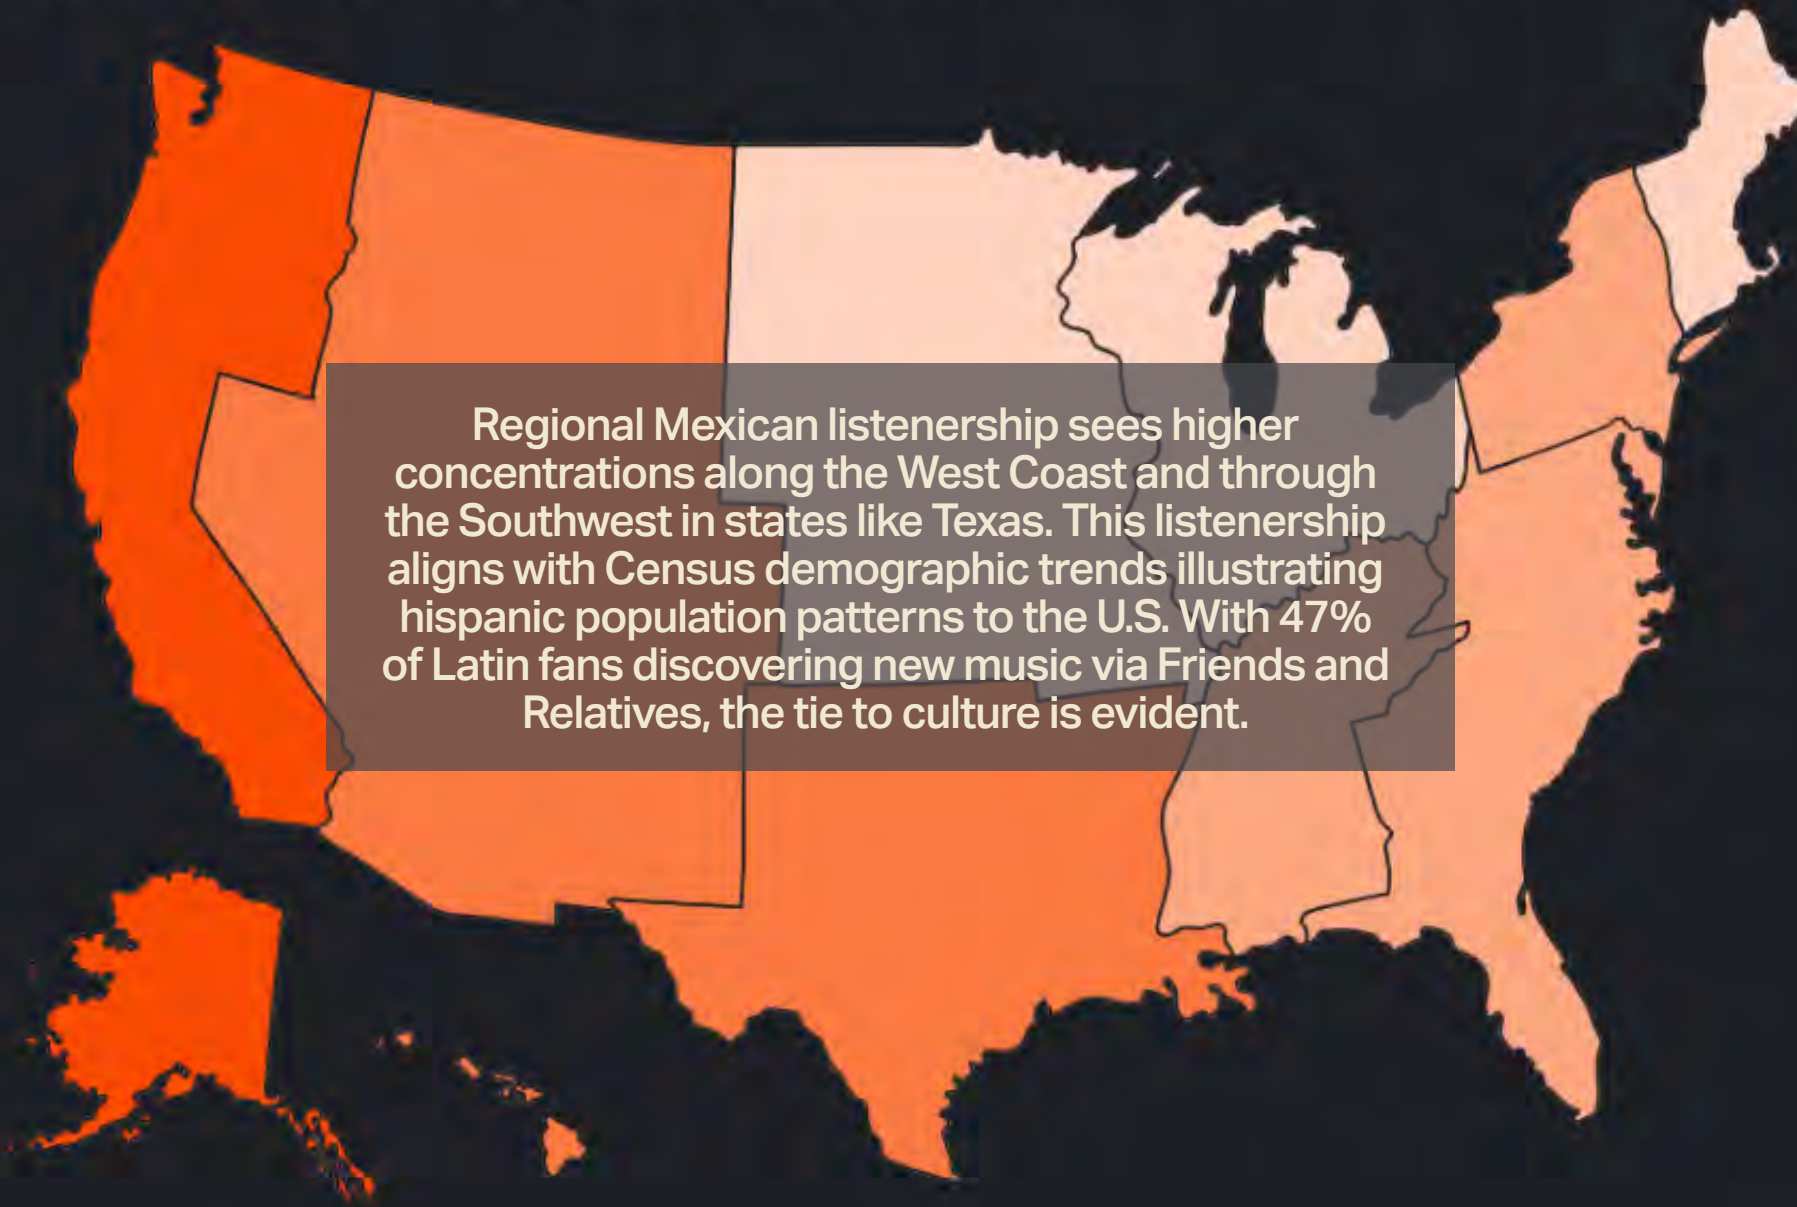 Regional Mexican listenership sees higher
concentrations along the West Coast and through
the Southwest in states like Texas. This listenership
aligns with Census demographic trends illustrating
hispanic population patterns to the U.S. With 47%
of Latin fans discovering new music via Friends and
Relatives, the tie to culture is evident.